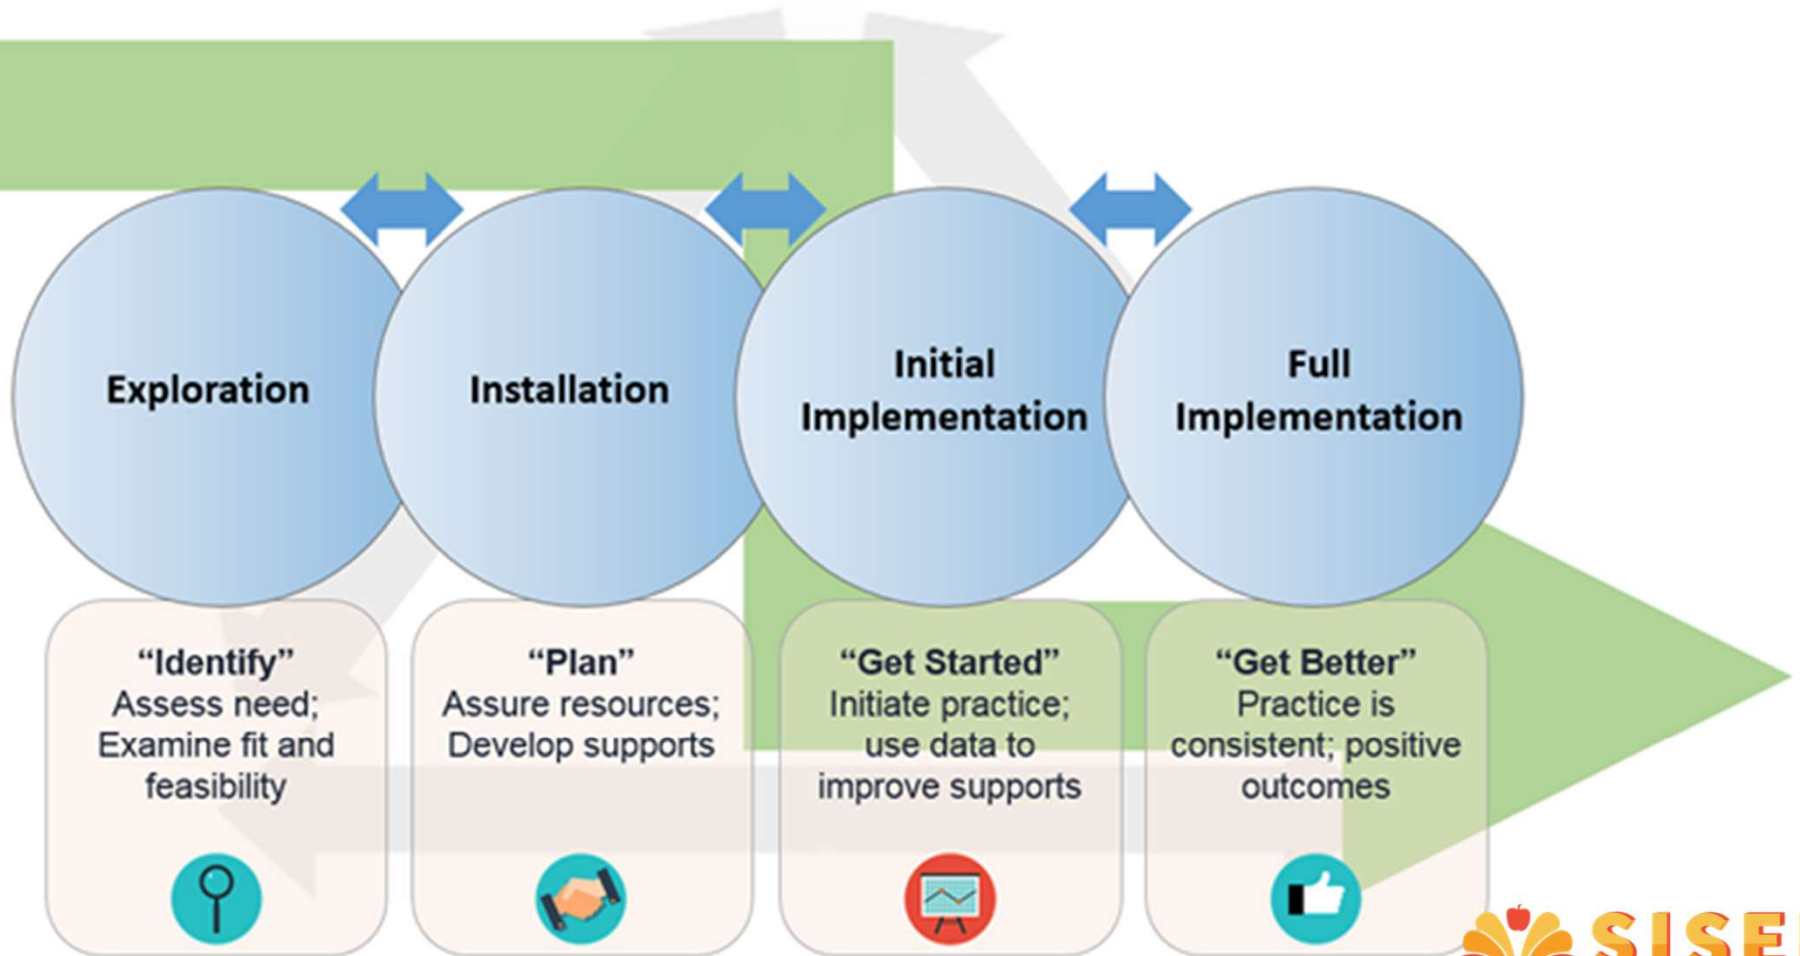 Exploration
Installation
Initial
Implementation
Full
Implementation
“Identify”
Assess need;
Examine fit and
feasibility
“Plan”
Assure resources;
Develop supports
“Get Started”
Initiate practice;
use data to
improve supports
“Get Better”
Practice is
consistent; positive
outcomes